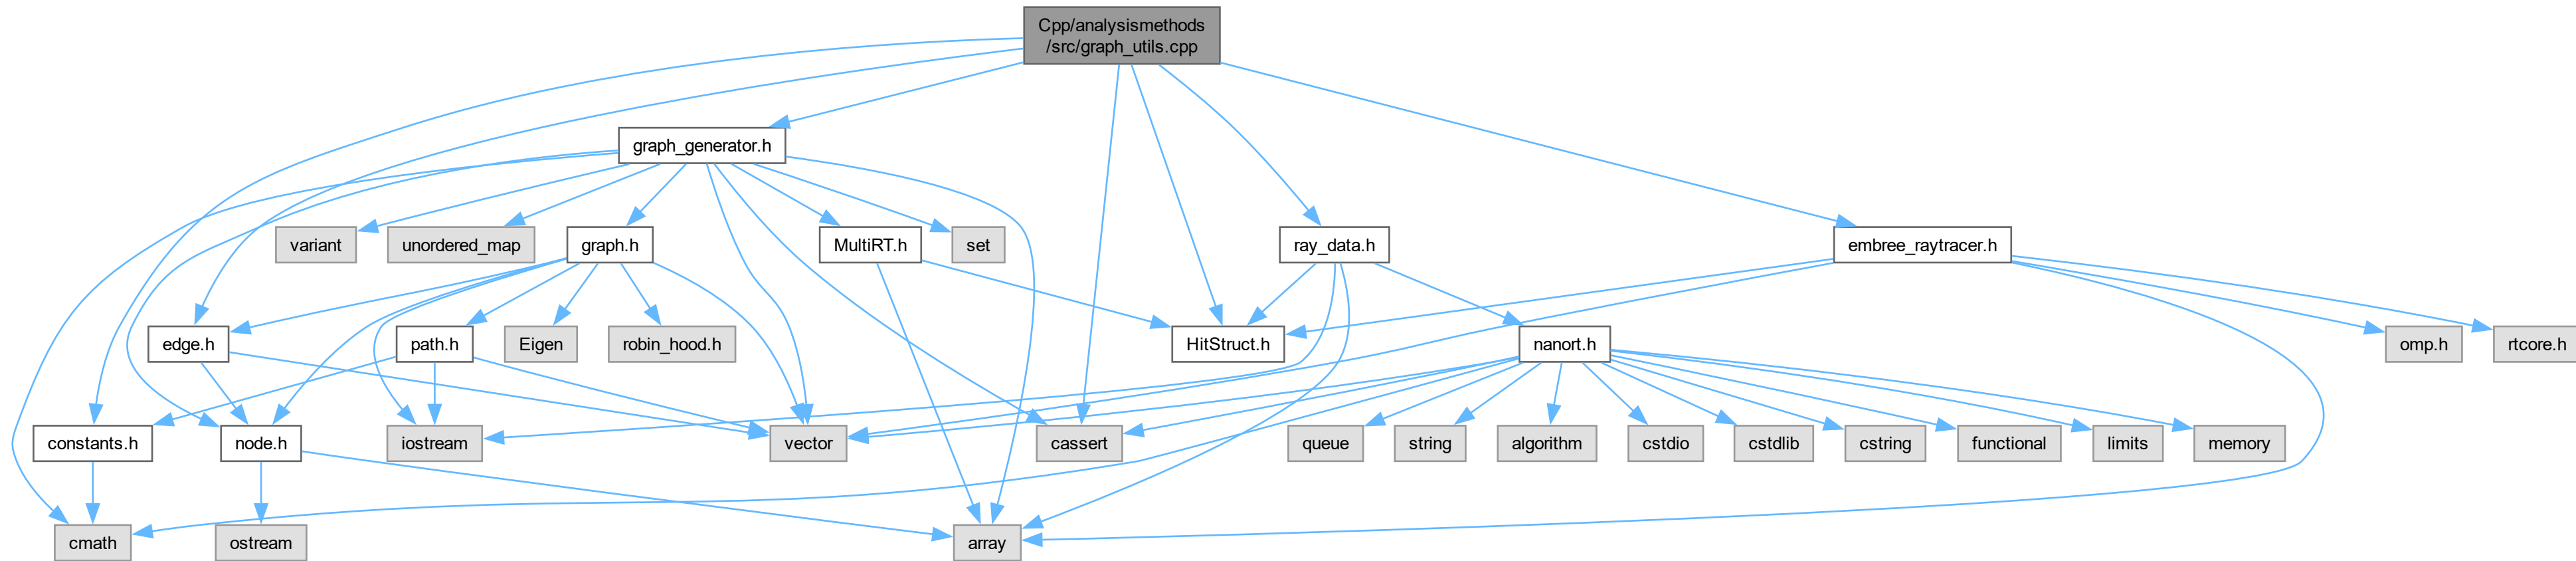 Cpp/analysismethods
/src/graph_utils.cpp
graph_generator.h
variant
unordered_map
graph.h
MultiRT.h
set
ray_data.h
embree_raytracer.h
edge.h
path.h
Eigen
robin_hood.h
HitStruct.h
nanort.h
omp.h
rtcore.h
constants.h
node.h
iostream
vector
cassert
queue
string
algorithm
cstdio
cstdlib
cstring
functional
limits
memory
cmath
ostream
array